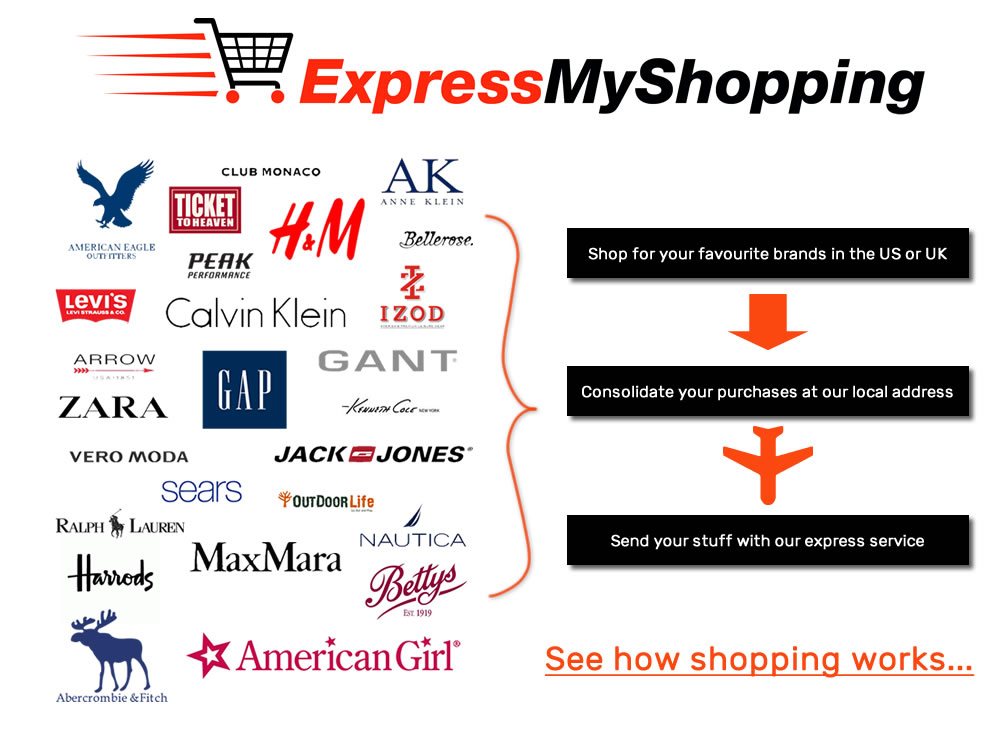 ExpressMyShopping
AMERICAN EAGLE
OUTFITTERS
CLUB MONACO
TICKET
TO HEAVEN
H&M
AK
ANNE KLEIN
Bellerose.
PEAK
PERFORMANCE
LEVI'S
LEVI STRAUSS & CO.
Calvin Klein
IZOD
ARROW
USA 1851
GAP
GANT
ZARA
Kenneth Cole NEW YORK
VERO MODA
JACK JONES®
sears
OUTDOOR LIFE
RALPH LAUREN
NAUTICA
Harrods
MaxMara
Bettys
EST. 1919
American Girl®
Abercrombie & Fitch
Shop for your favourite brands in the US or UK
Consolidate your purchases at our local address
Send your stuff with our express service
See how shopping works...